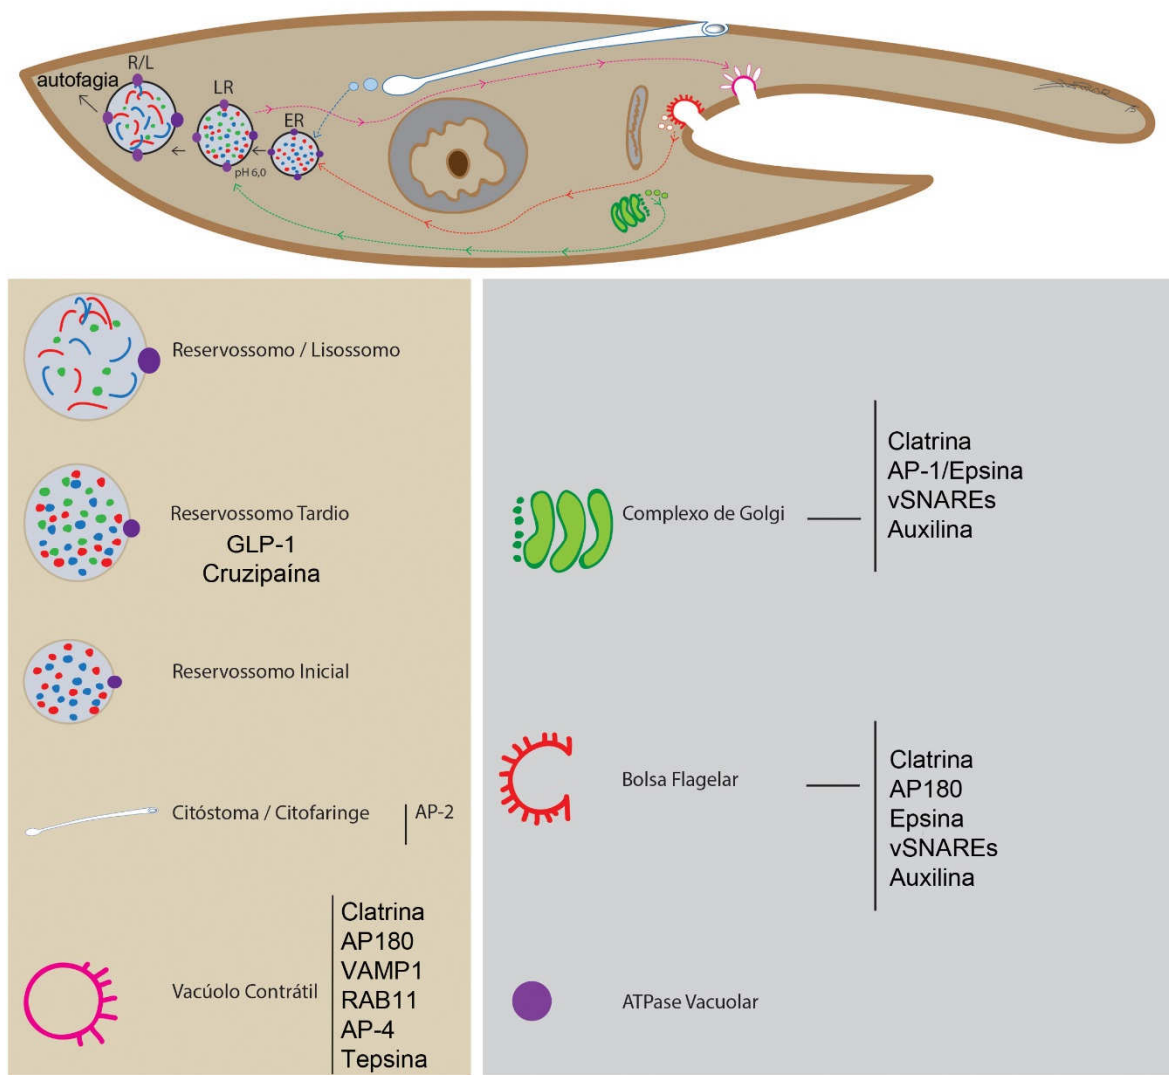 R/L
autofagia
LR
ER
pH 6,0
Reservossomo / Lisossomo
Reservossomo Tardio
GLP-1
Cruzipaína
Reservossomo Inicial
Citóstoma / Citofaringe
AP-2
Vacúolo Contrátil
Clatrina
AP180
VAMP1
RAB11
AP-4
Tepsina
Complexo de Golgi
Clatrina
AP-1/Epsina
vSNAREs
Auxilina
Bolsa Flagelar
Clatrina
AP180
Epsina
vSNAREs
Auxilina
ATPase Vacuolar